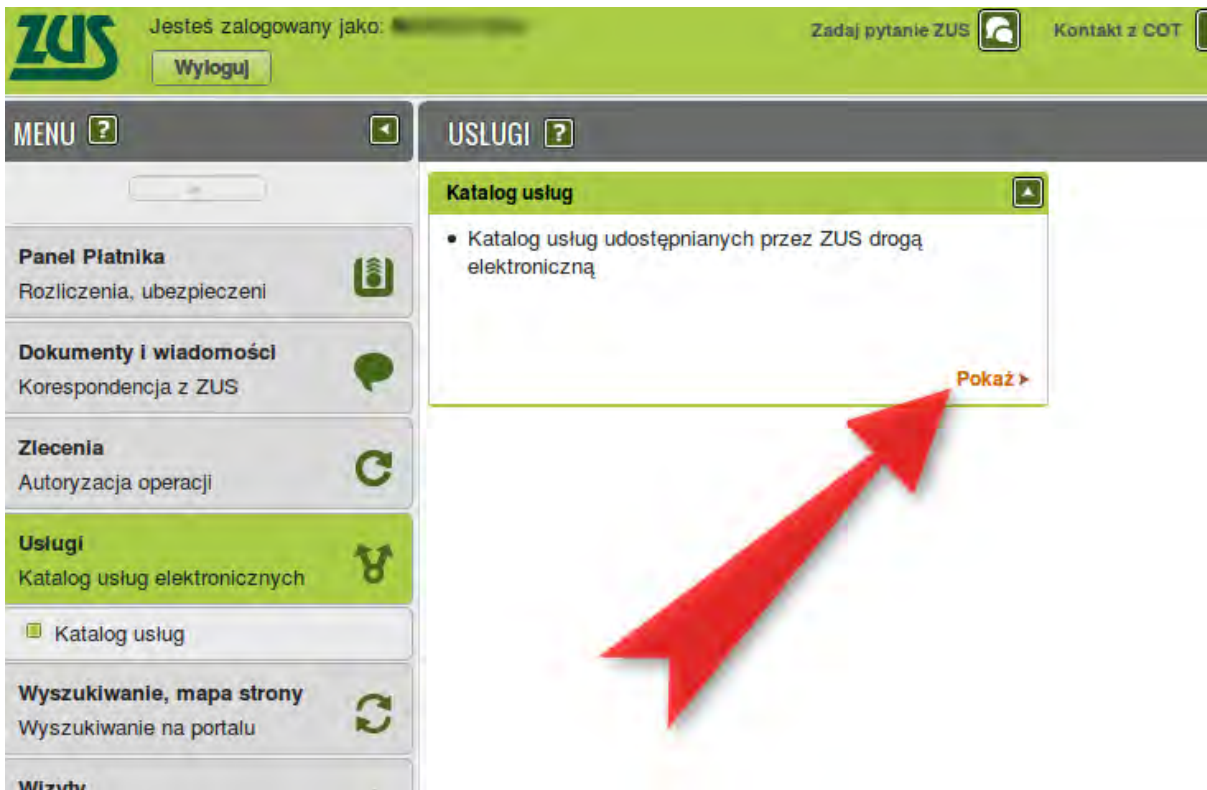 ZUS
Jesteś zalogowany jako:
Wyloguj
Zadaj pytanie ZUS
Kontakt z COT
MENU ?
USŁUGI ?
Panel Płatnika
Rozliczenia, ubezpieczeni
Dokumenty i wiadomości
Korespondencja z ZUS
Zlecenia
Autoryzacja operacji
Usługi
Katalog usług elektronicznych
Katalog usług
Wyszukiwanie, mapa strony
Wyszukiwanie na portalu
Wizyty
Katalog usług
• Katalog usług udostępnianych przez ZUS drogą
elektroniczną
Pokaż